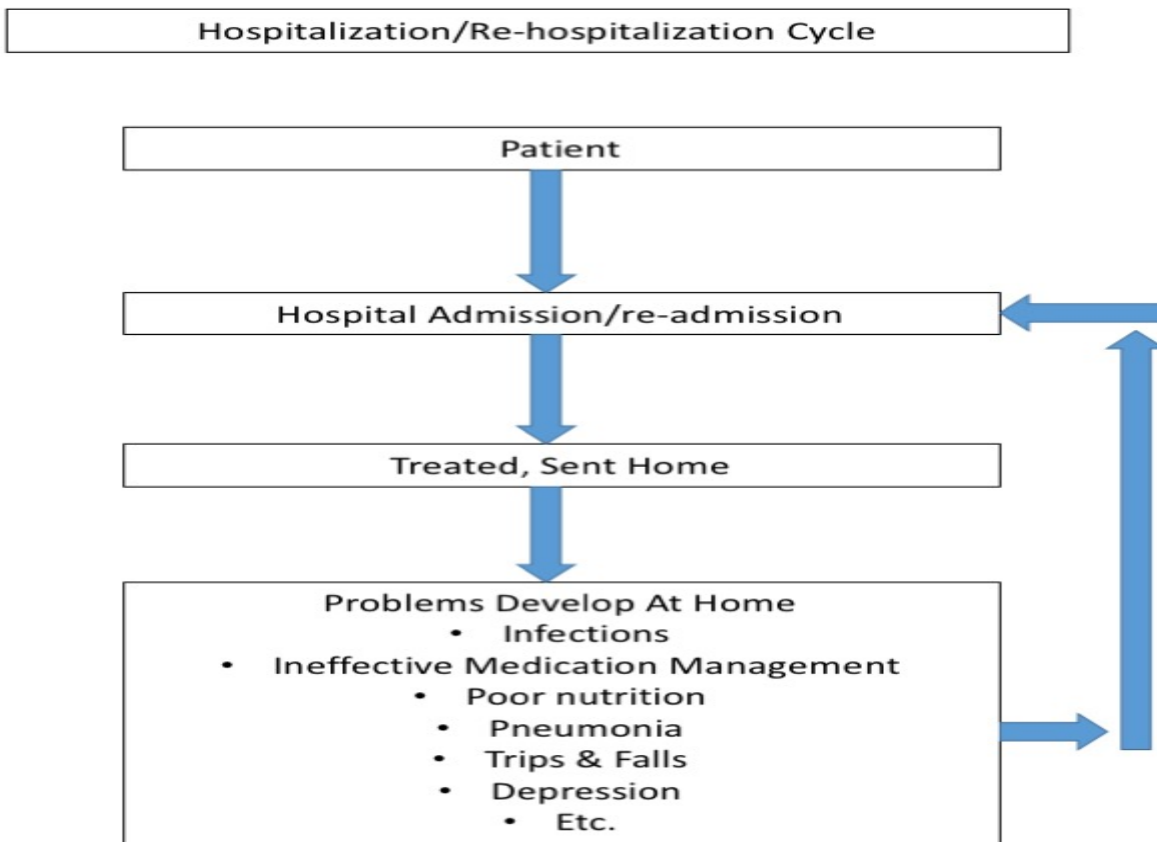 Hospitalization/Re-hospitalization Cycle
Patient
Hospital Admission/re-admission
Treated, Sent Home
Problems Develop At Home
• Infections
• Ineffective Medication Management
• Poor nutrition
• Pneumonia
• Trips & Falls
• Depression
• Etc.